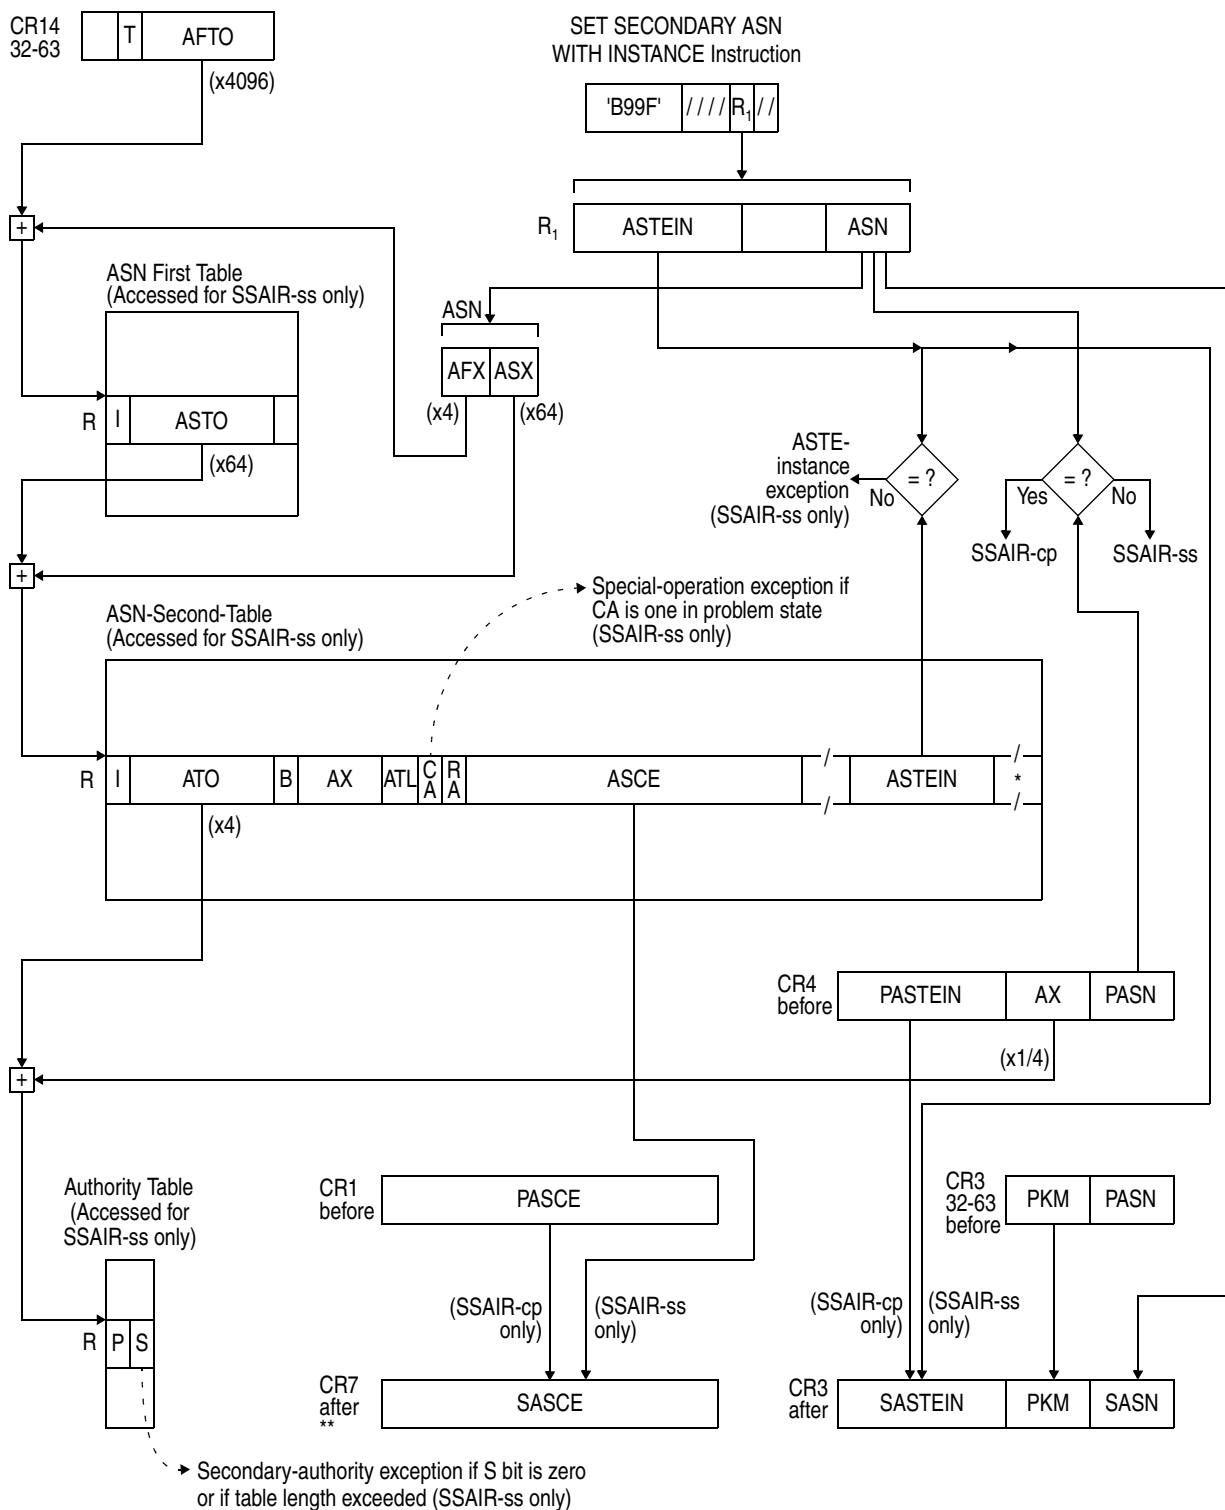 CR14
32-63
T
AFTO
(x4096)
SET SECONDARY ASN
WITH INSTANCE Instruction
'B99F'
////
R1
//
R1
ASTEIN
ASN
+
ASN First Table
(Accessed for SSAIR-ss only)
ASN
AFX
ASX
(x4)
(x64)
R
I
ASTO
(x64)
ASTE-
instance
exception
(SSAIR-ss only)
No
= ?
= ?
Yes
No
SSAIR-cp
SSAIR-ss
+
Special-operation exception if
CA is one in problem state
(SSAIR-ss only)
ASN-Second-Table
(Accessed for SSAIR-ss only)
R
I
ATO
B
AX
ATL
C
A
R
A
ASCE
/
/
ASTEIN
/
*
/
(x4)
CR4
before
PASTEIN
AX
PASN
(x1/4)
+
Authority Table
(Accessed for
SSAIR-ss only)
CR1
before
PASCE
CR3
32-63
before
PKM
PASN
(SSAIR-cp
only)
(SSAIR-ss
only)
(SSAIR-cp
only)
(SSAIR-ss
only)
R
P
S
CR7
after
**
SASCE
CR3
after
SASTEIN
PKM
SASN
Secondary-authority exception if S bit is zero
or if table length exceeded (SSAIR-ss only)